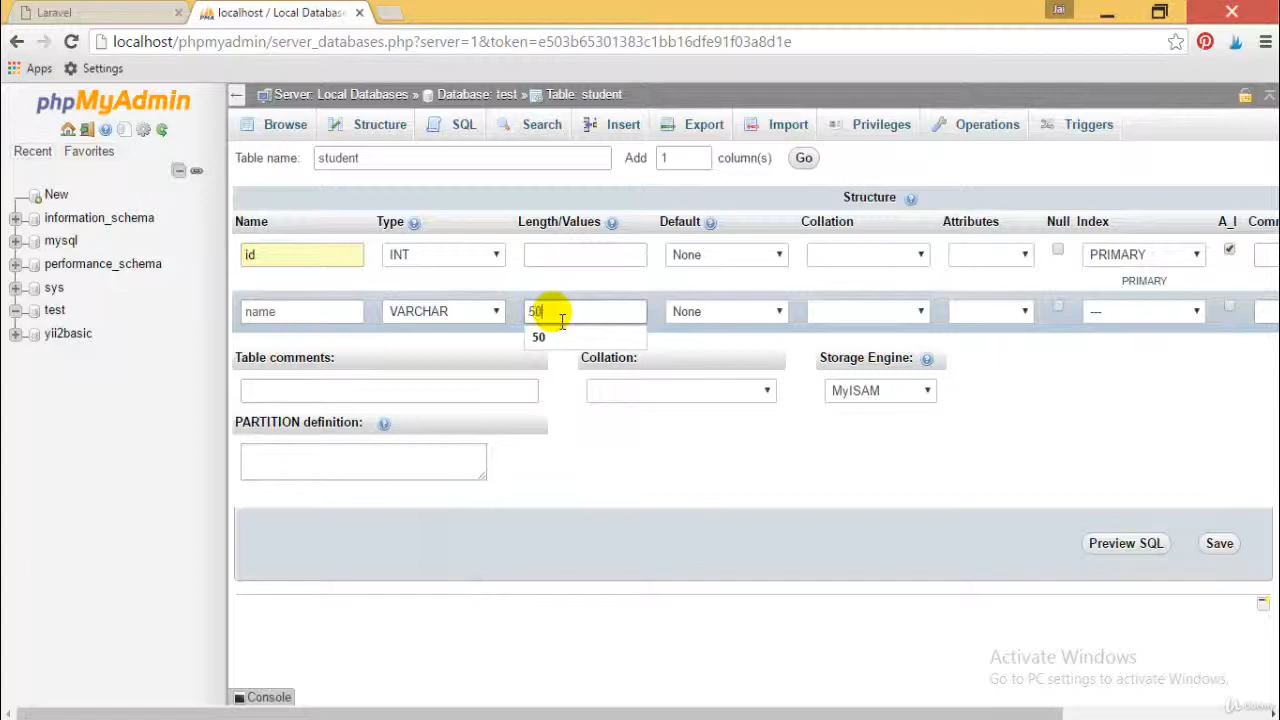 Laravel
localhost / Local Databas
Jai
localhost/phpmyadmin/server_databases.php?server=1&token=e503b65301383c1bb16dfe91f03a8d1e
Apps Settings
phpMyAdmin
Recent Favorites
New
information_schema
mysql
performance_schema
sys
test
yii2basic
Server: Local Databases » Database: test » Table: student
Browse Structure SQL Search Insert Export Import Privileges Operations Triggers
Table name: student Add 1 column(s) Go
Structure
Name Type Length/Values Default Collation Attributes Null Index A_I Com
id INT None PRIMARY
PRIMARY
name VARCHAR 50 None ---
50
Table comments: Collation: Storage Engine:
MyISAM
PARTITION definition:
Preview SQL Save
Activate Windows
Go to PC settings to activate Windows.
Console
Udemy